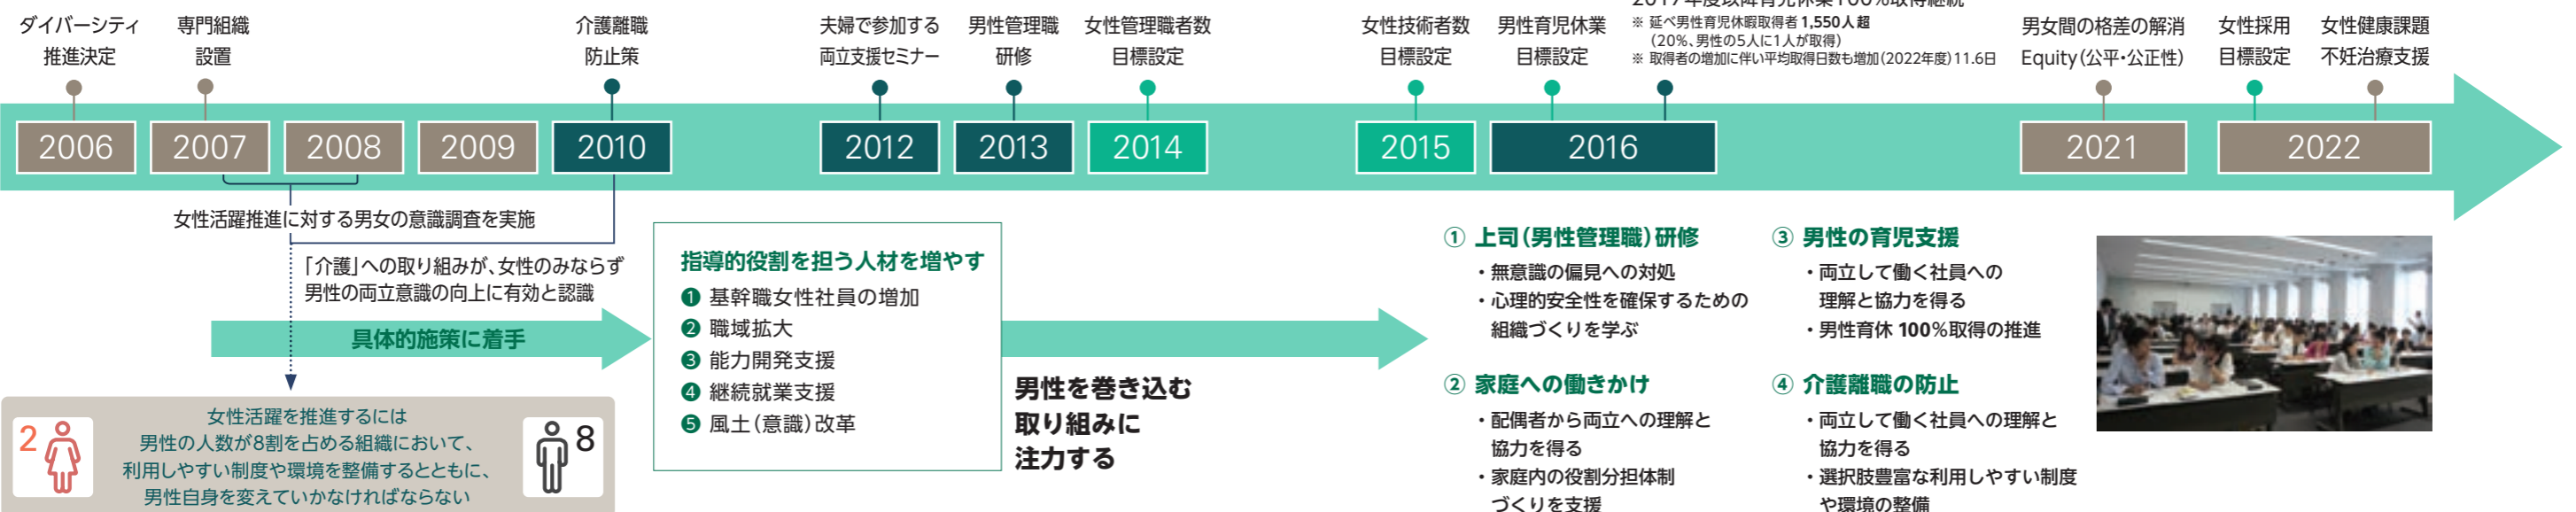 ダイバーシティ
推進決定
専門組織
設置
介護離職
防止策
夫婦で参加する
両立支援セミナー
男性管理職
研修
女性管理職者数
目標設定
女性技術者数
目標設定
男性育児休業
目標設定
※ 延べ男性育児休暇取得者 1,550人超
(20%、男性の5人に1人が取得)
※ 取得者の増加に伴い平均取得日数も増加(2022年度)11.6日
男女間の格差の解消
Equity(公平・公正性)
女性採用
目標設定
女性健康課題
不妊治療支援
2006
2007
2008
2009
2010
2012
2013
2014
2015
2016
2021
2022
女性活躍推進に対する男女の意識調査を実施
「介護」への取り組みが、女性のみならず
男性の両立意識の向上に有効と認識
具体的施策に着手
2
女性活躍を推進するには
男性の人数が8割を占める組織において、
利用しやすい制度や環境を整備するとともに、
男性自身を変えていかなければならない
8
指導的役割を担う人材を増やす
❶ 基幹職女性社員の増加
❷ 職域拡大
❸ 能力開発支援
❹ 継続就業支援
❺ 風土(意識)改革
男性を巻き込む
取り組みに
注力する
① 上司(男性管理職)研修
・無意識の偏見への対処
・心理的安全性を確保するための
組織づくりを学ぶ
② 家庭への働きかけ
・配偶者から両立への理解と
協力を得る
・家庭内の役割分担体制
づくりを支援
③ 男性の育児支援
・両立して働く社員への
理解と協力を得る
・男性育休 100%取得の推進
④ 介護離職の防止
・両立して働く社員への理解と
協力を得る
・選択肢豊富な利用しやすい制度
や環境の整備